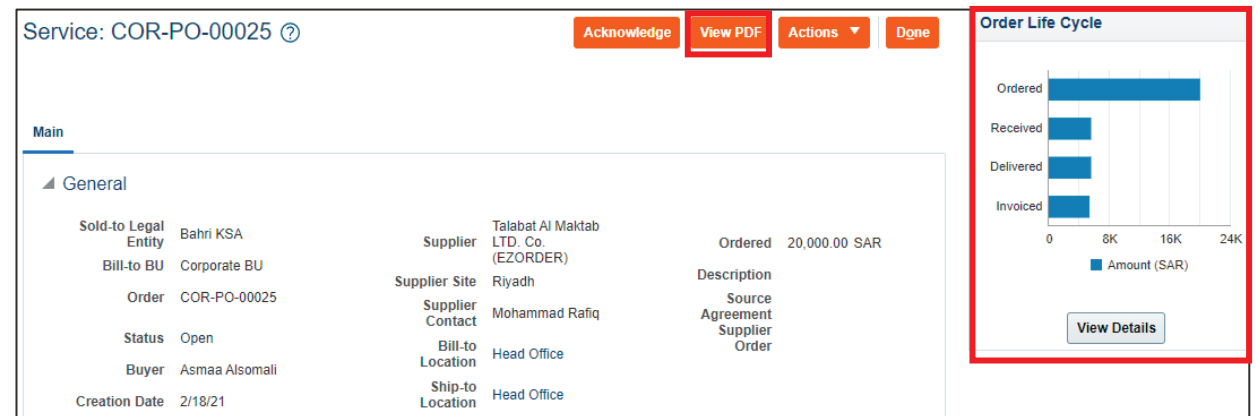 Service: COR-PO-00025
Acknowledge
View PDF
Actions
Done
Main
General
Sold-to Legal
Entity
Bahri KSA
Bill-to BU
Corporate BU
Order
COR-PO-00025
Status
Open
Buyer
Asmaa Alsomali
Creation Date
2/18/21
Supplier
Talabat Al Maktab
LTD. Co.
(EZORDER)
Supplier Site
Riyadh
Supplier
Contact
Mohammad Rafiq
Bill-to
Location
Head Office
Ship-to
Location
Head Office
Ordered
20,000.00 SAR
Description
Source
Agreement
Supplier
Order
Order Life Cycle
Ordered
Received
Delivered
Invoiced
0 8K 16K 24K
Amount (SAR)
View Details